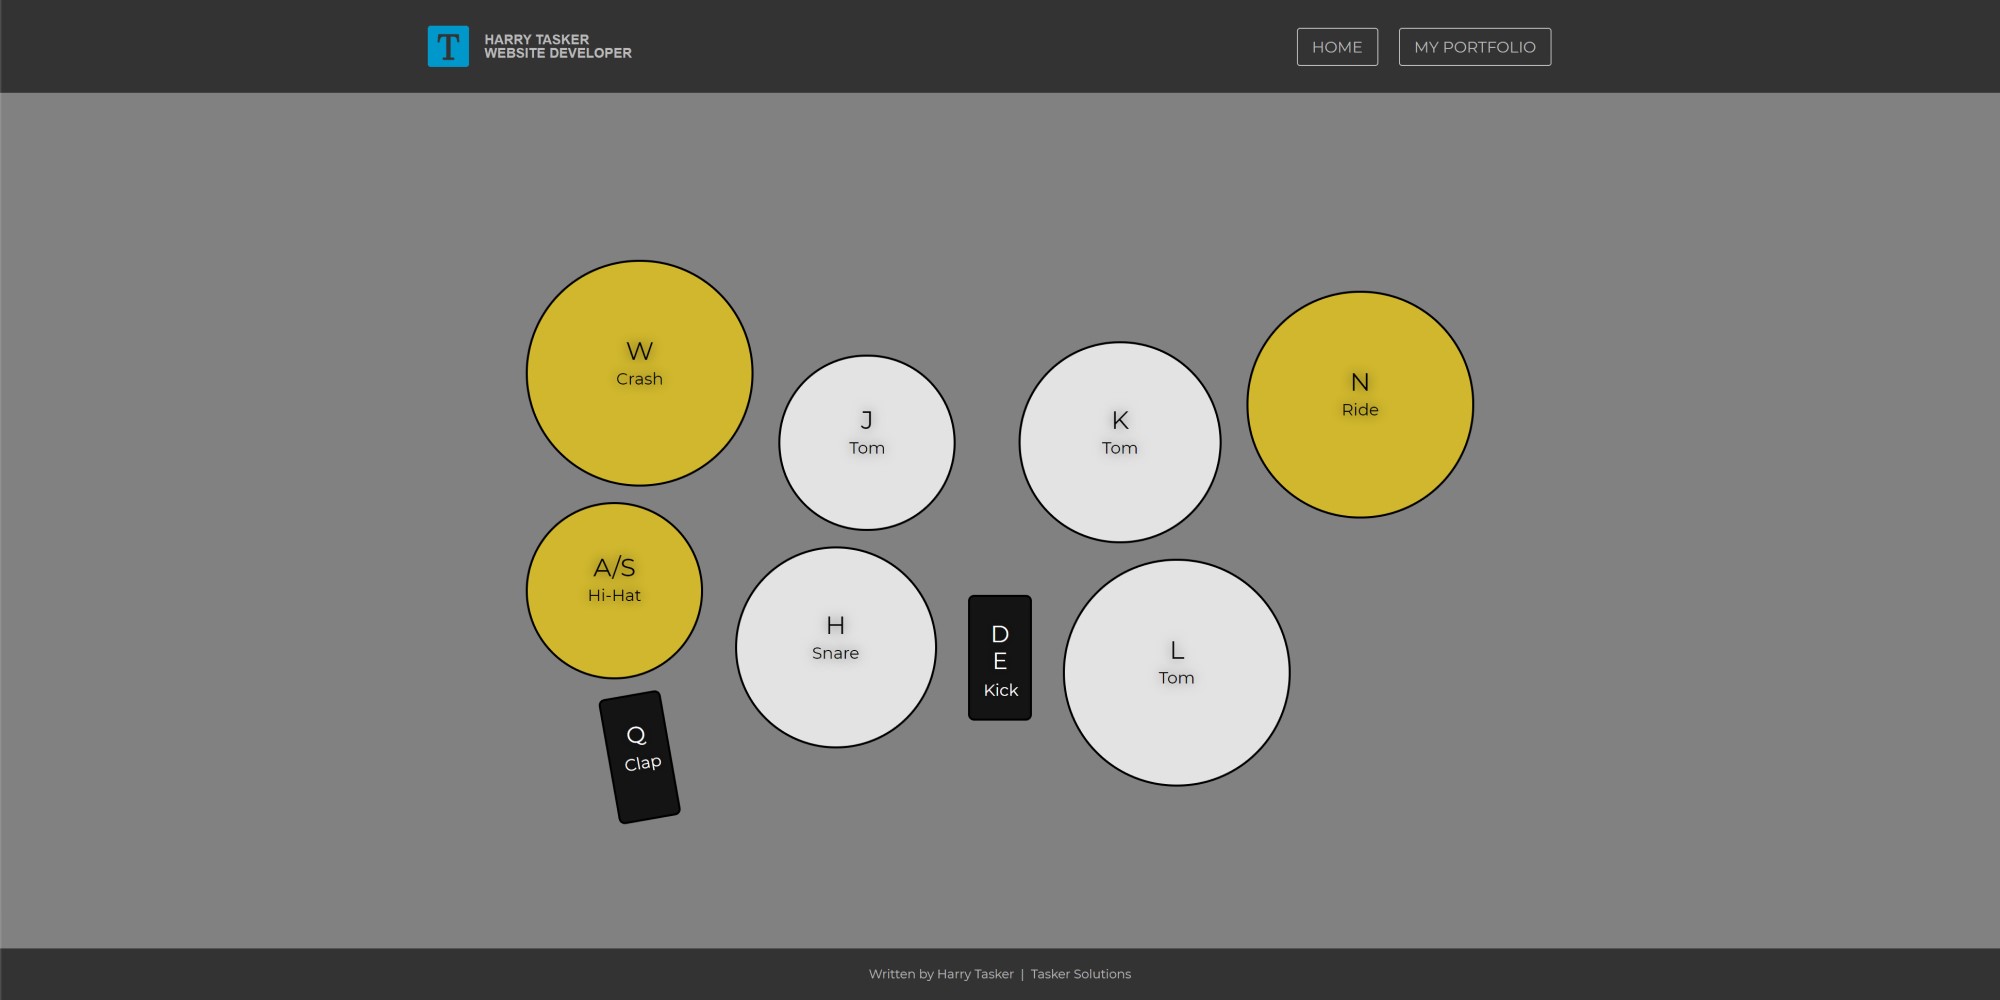 T
HARRY TASKER
WEBSITE DEVELOPER
HOME
MY PORTFOLIO
W
Crash
J
Tom
K
Tom
N
Ride
A/S
Hi-Hat
H
Snare
D
E
Kick
L
Tom
Q
Clap
Written by Harry Tasker | Tasker Solutions